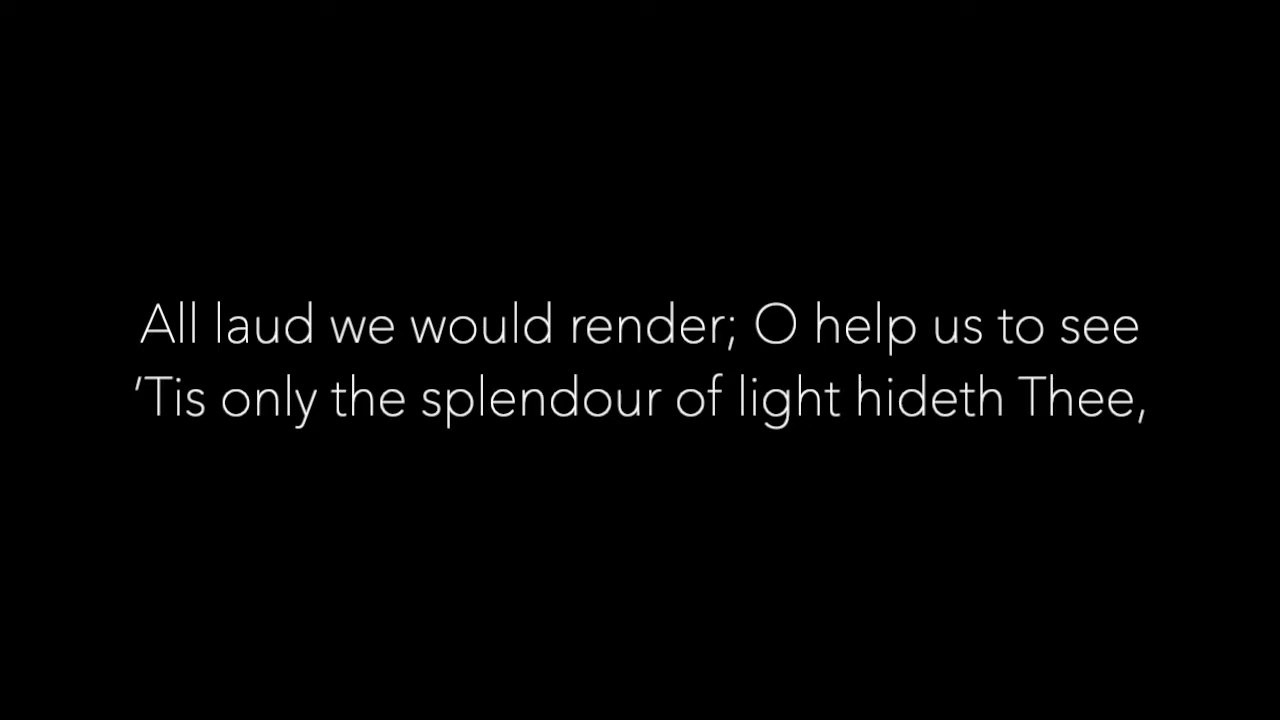 All laud we would render; O help us to see
’Tis only the splendour of light hideth Thee,